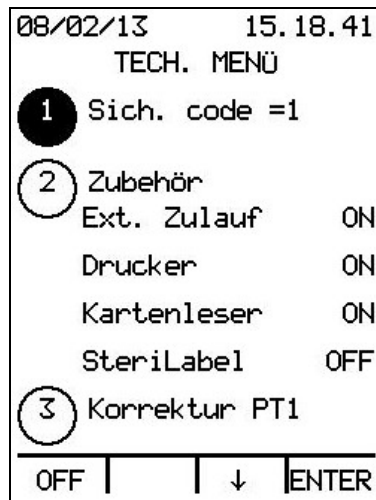 08/02/13 15.18.41
TECH. MENÜ
1 Sich. code =1
2 Zubehör
Ext. Zulauf ON
Drucker ON
Kartenleser ON
SteriLabel OFF
3 Korrektur PT1
OFF ↓ ENTER